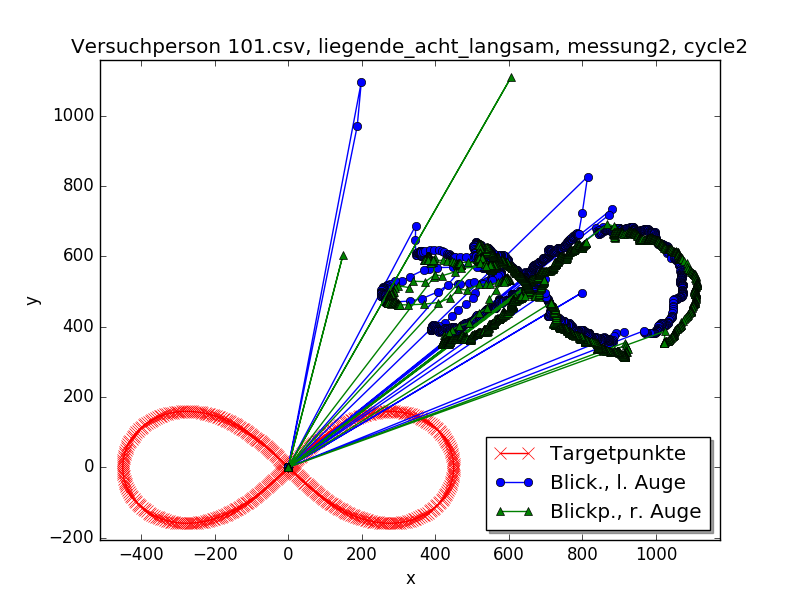 Versuchperson 101.csv, liegende_acht_langsam, messung2, cycle2
y
1000
800
600
400
200
0
−200
−400
−200
0
200
400
600
800
1000
x
Targetpunkte
Blick., l. Auge
Blickp., r. Auge